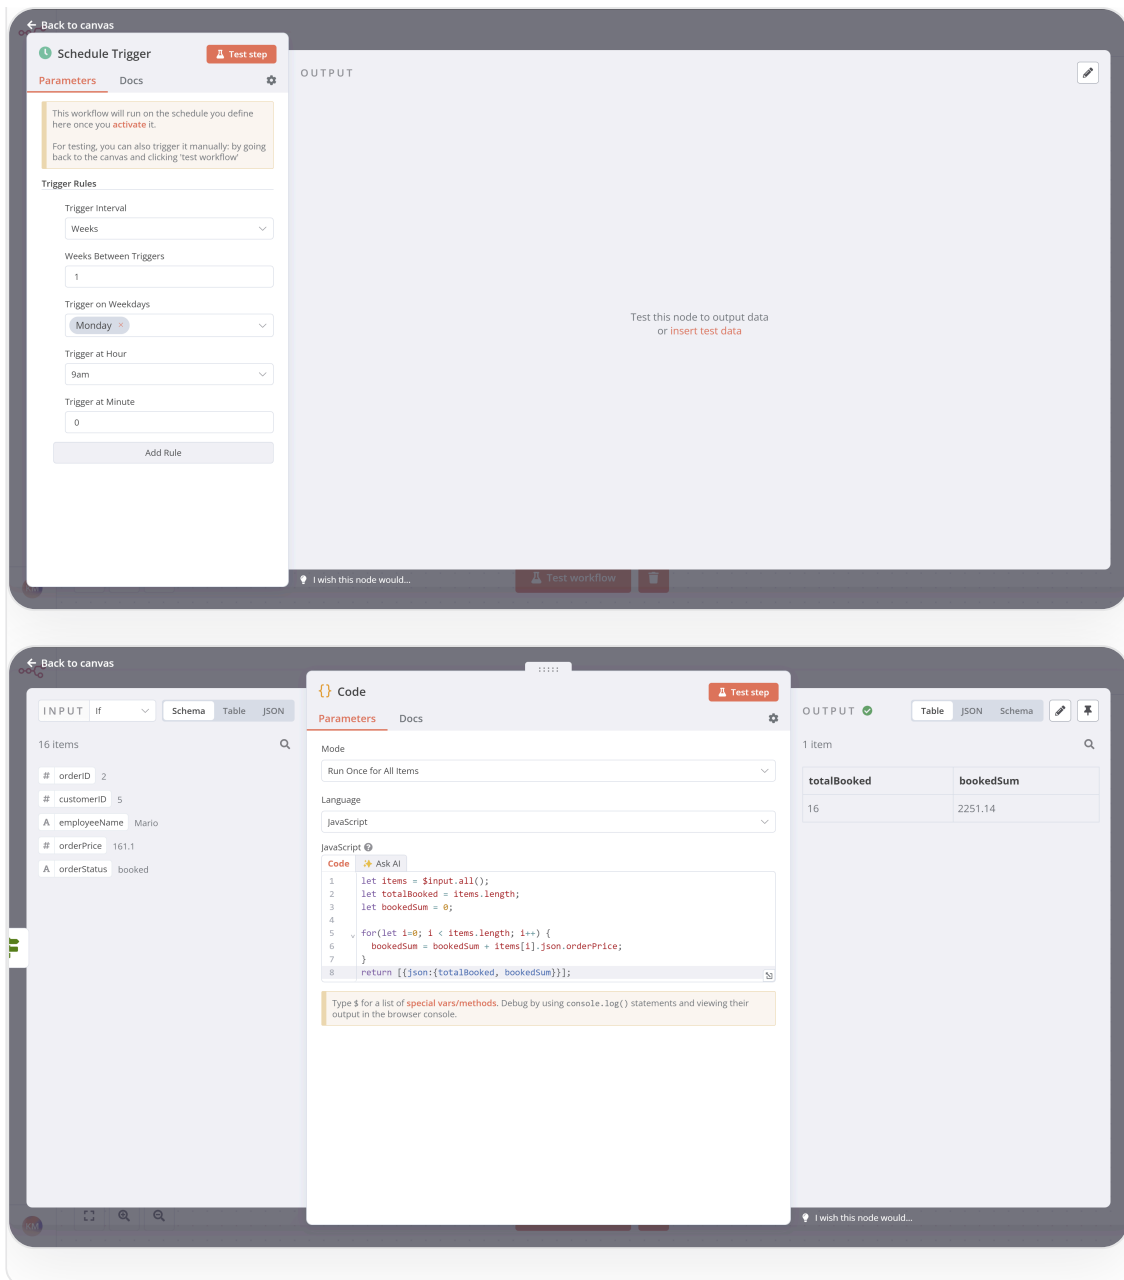 ← Back to canvas
Schedule Trigger
Test step
Parameters
Docs
This workflow will run on the schedule you define
here once you activate it.
For testing, you can also trigger it manually: by going
back to the canvas and clicking 'test workflow'
Trigger Rules
Trigger Interval
Weeks
Weeks Between Triggers
1
Trigger on Weekdays
Monday ×
Trigger at Hour
9am
Trigger at Minute
0
Add Rule
OUTPUT
Test this node to output data
or insert test data
I wish this node would...
Test workflow
← Back to canvas
INPUT
If
Schema
Table
JSON
16 items
# orderID 2
# customerID 5
A employeeName Mario
# orderPrice 161.1
A orderStatus booked
{} Code
Test step
Parameters
Docs
Mode
Run Once for All Items
Language
JavaScript
JavaScript
Code
Ask AI
1 let items = $input.all();
2 let totalBooked = items.length;
3 let bookedSum = 0;
4
5 for(let i=0; i < items.length; i++) {
6 bookedSum = bookedSum + items[i].json.orderPrice;
7 }
8 return [{json:{totalBooked, bookedSum}}];
Type $ for a list of special vars/methods. Debug by using console.log() statements and viewing their
output in the browser console.
OUTPUT
Table
JSON
Schema
1 item
totalBooked bookedSum
16 2251.14
I wish this node would...